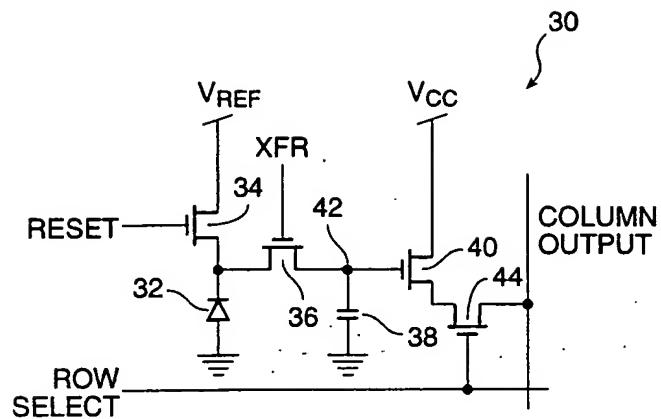 30
VREF
VCC
XFR
34
42
RESET
40
COLUMN
OUTPUT
44
32
36
38
ROW
SELECT